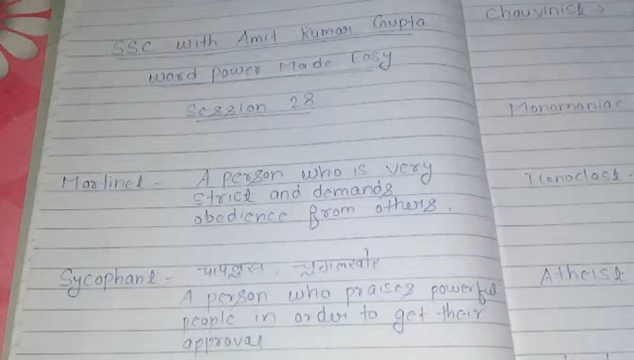 SSC with Amit Kumar Gupta
Word Power Made Easy
Session 28
Martinet - A person who is very
strict and demands
obedience from others.
Sycophant - चापलूस, चुगलखोर
A person who praises powerful
people in order to get their
approval
Chauvinist →
Monomaniac
Iconoclast -
Atheist